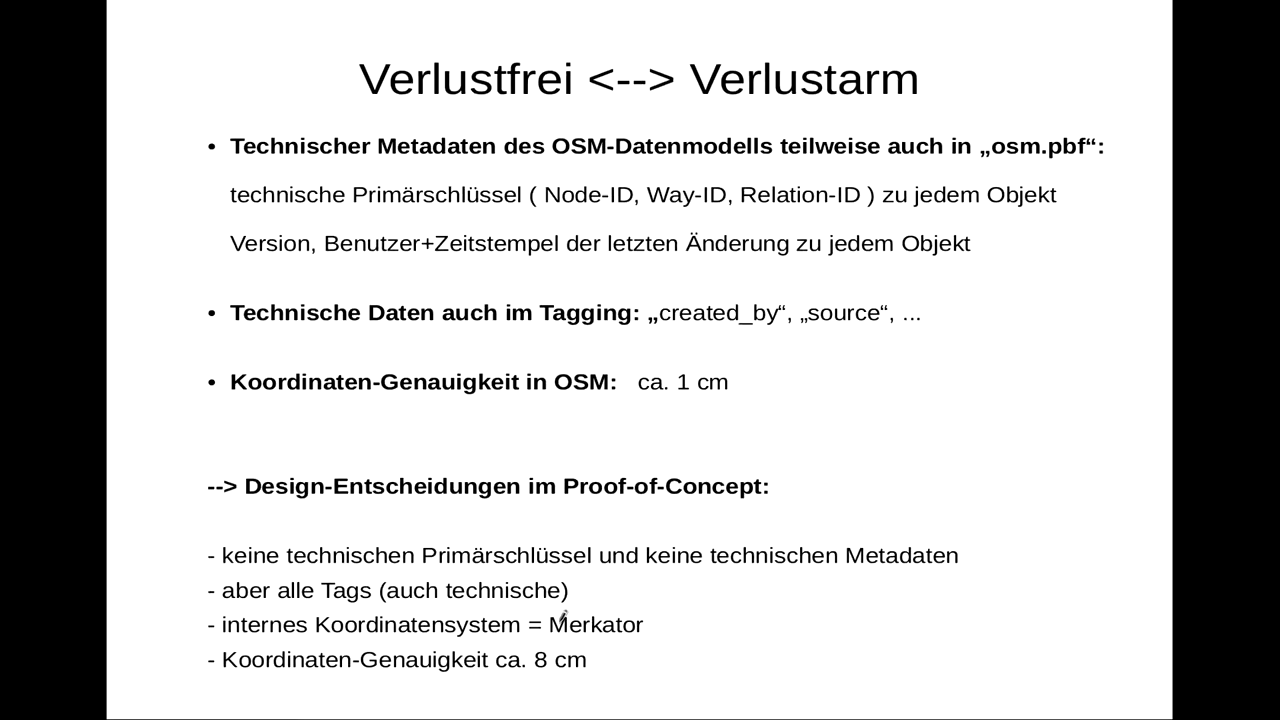 Verlustfrei <--> Verlustarm
• Technischer Metadaten des OSM-Datenmodells teilweise auch in „osm.pbf“:
technische Primärschlüssel ( Node-ID, Way-ID, Relation-ID ) zu jedem Objekt
Version, Benutzer+Zeitstempel der letzten Änderung zu jedem Objekt
• Technische Daten auch im Tagging: „created_by“, „source“, ...
• Koordinaten-Genauigkeit in OSM: ca. 1 cm
--> Design-Entscheidungen im Proof-of-Concept:
- keine technischen Primärschlüssel und keine technischen Metadaten
- aber alle Tags (auch technische)
- internes Koordinatensystem = Merkator
- Koordinaten-Genauigkeit ca. 8 cm